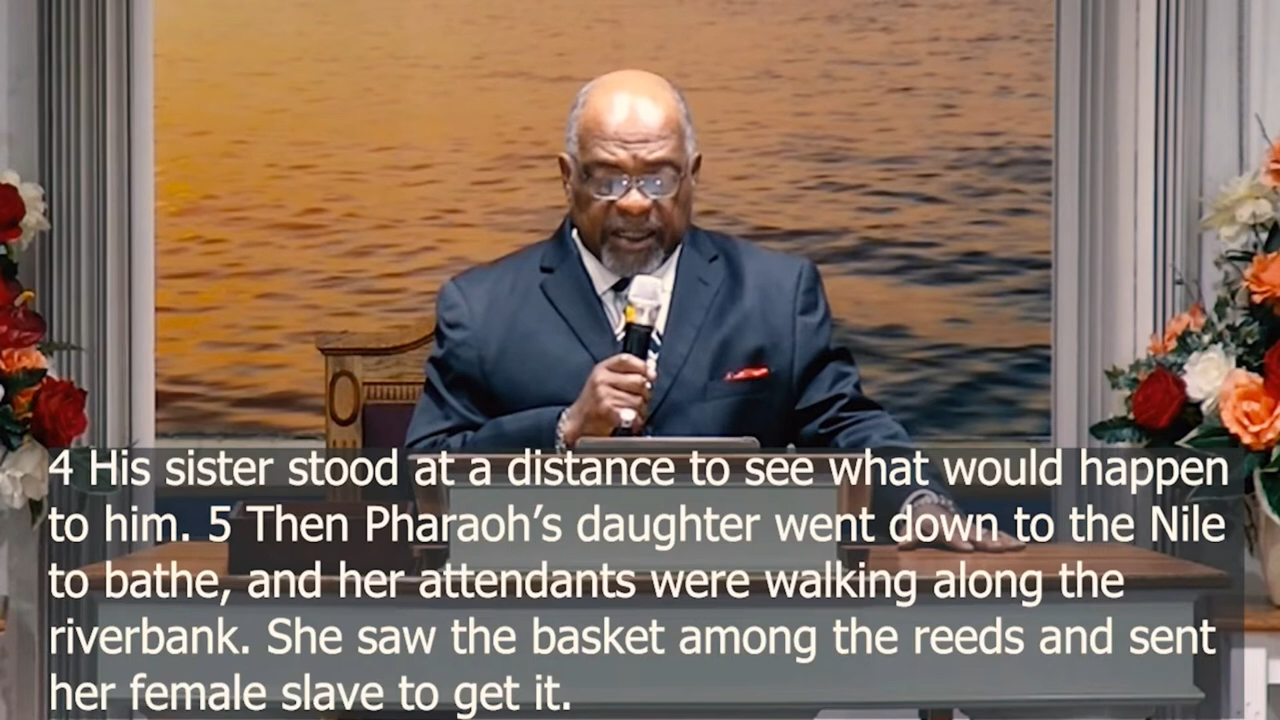 4 His sister stood at a distance to see what would happen
to him. 5 Then Pharaoh’s daughter went down to the Nile
to bathe, and her attendants were walking along the
riverbank. She saw the basket among the reeds and sent
her female slave to get it.